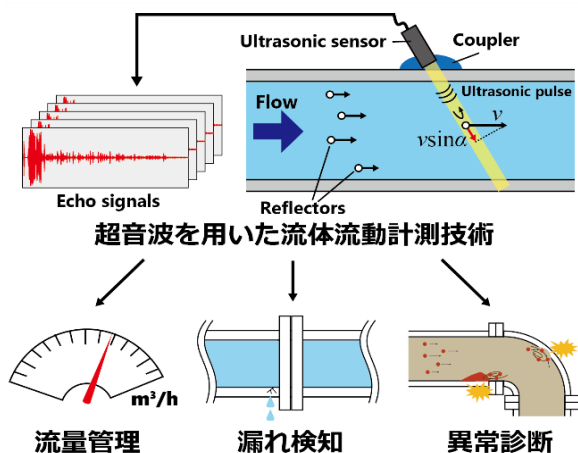 Ultrasonic sensor
Coupler
Ultrasonic pulse
Flow
v
vsinα
Echo signals
Reflectors
超音波を用いた流体流動計測技術
m³/h
流量管理
漏れ検知
異常診断